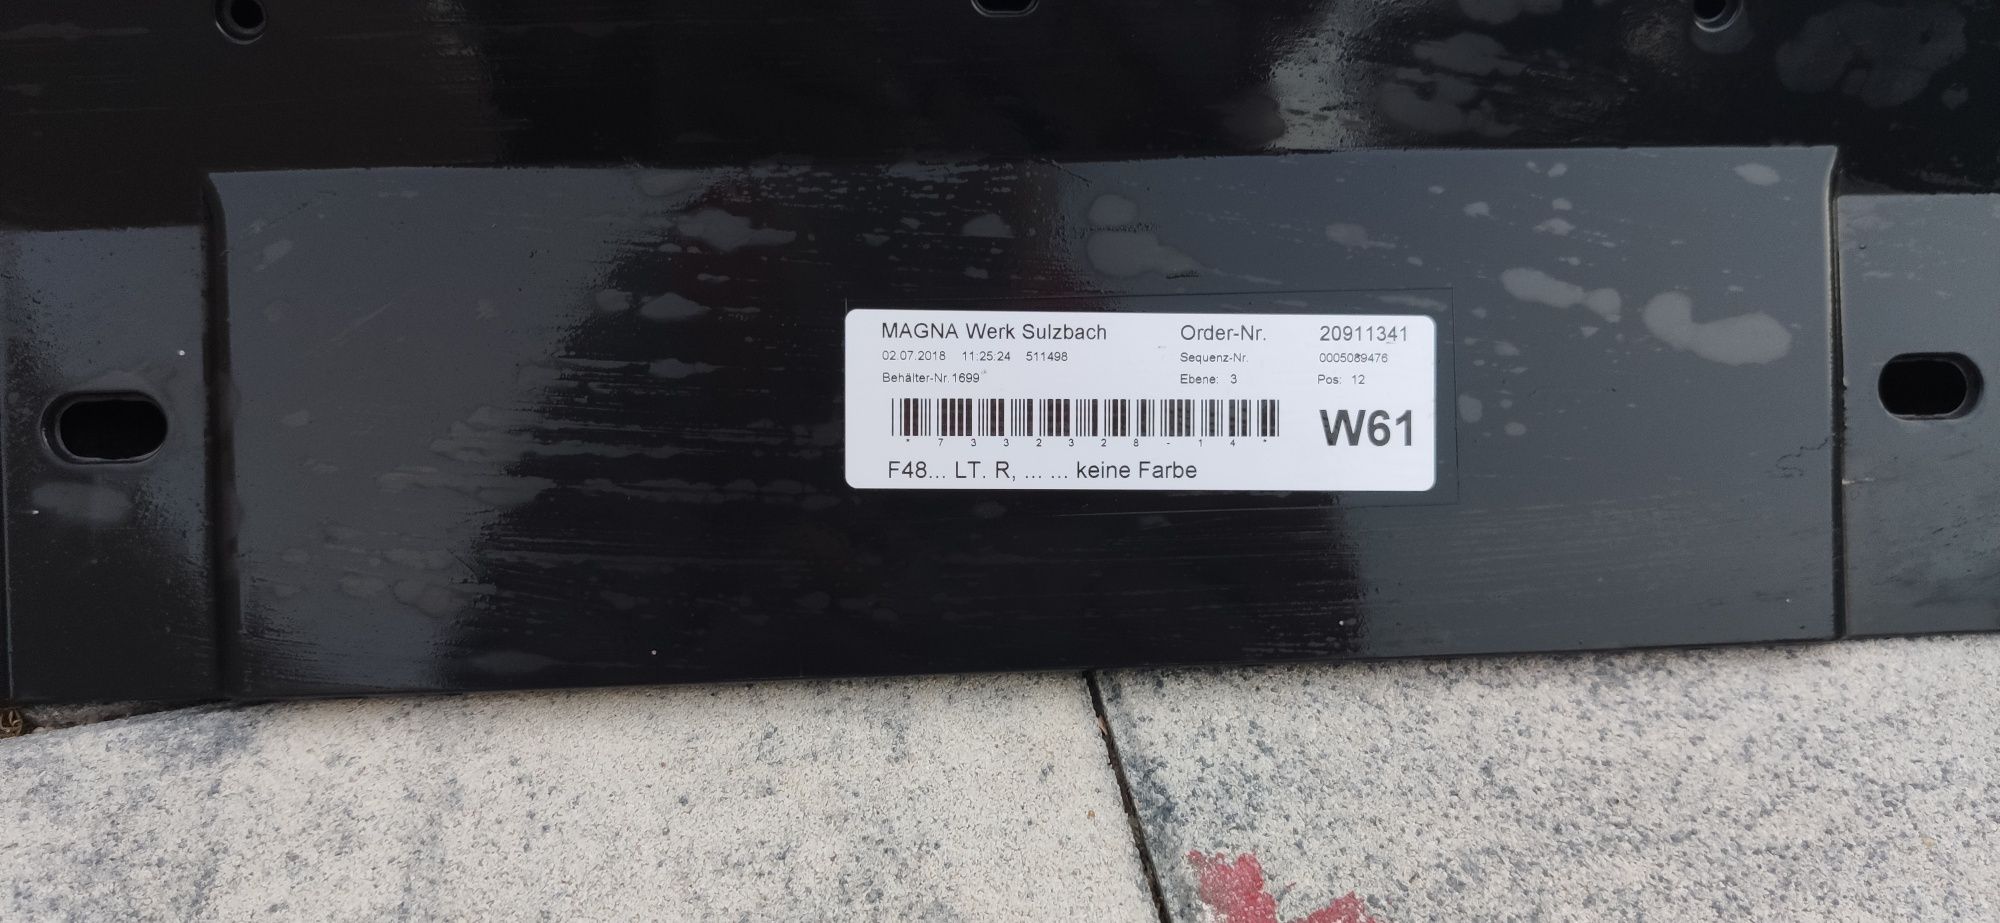 MAGNA Werk Sulzbach Order-Nr. 20911341
02.07.2018 11:25:24 511498 Sequenz-Nr. 0005089476
Behälter-Nr.1699 Ebene: 3 Pos: 12
*7332328-14* W61
F48... LT. R, ... ... keine Farbe